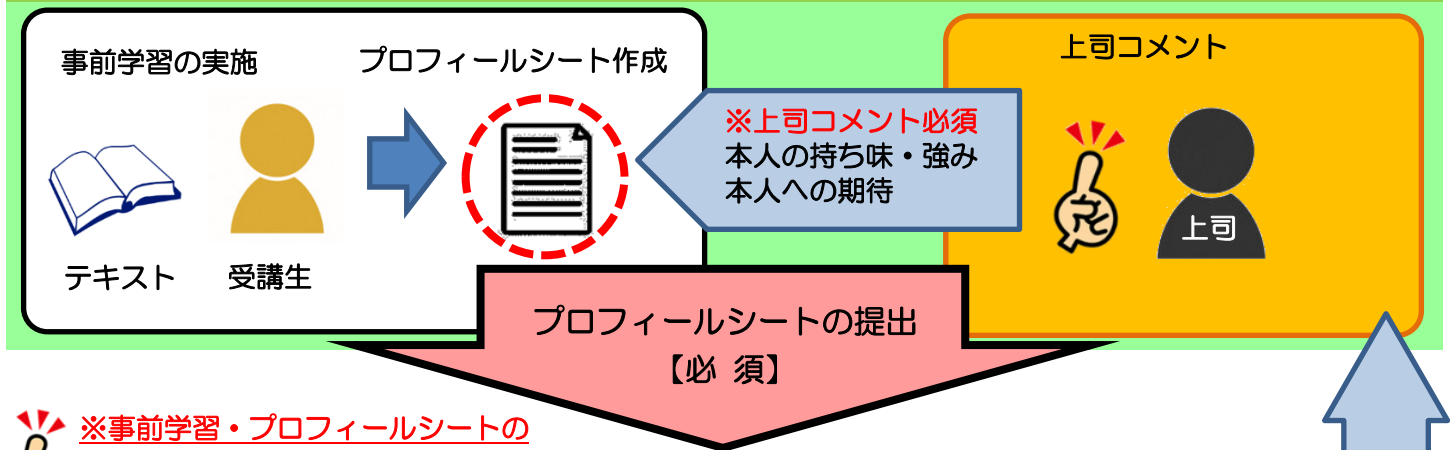 事前学習の実施
プロフィールシート作成
テキスト
受講生
上司コメント
※上司コメント必須
本人の持ち味・強み
本人への期待
上司
プロフィールシートの提出
【必 須】
※事前学習・プロフィールシートの